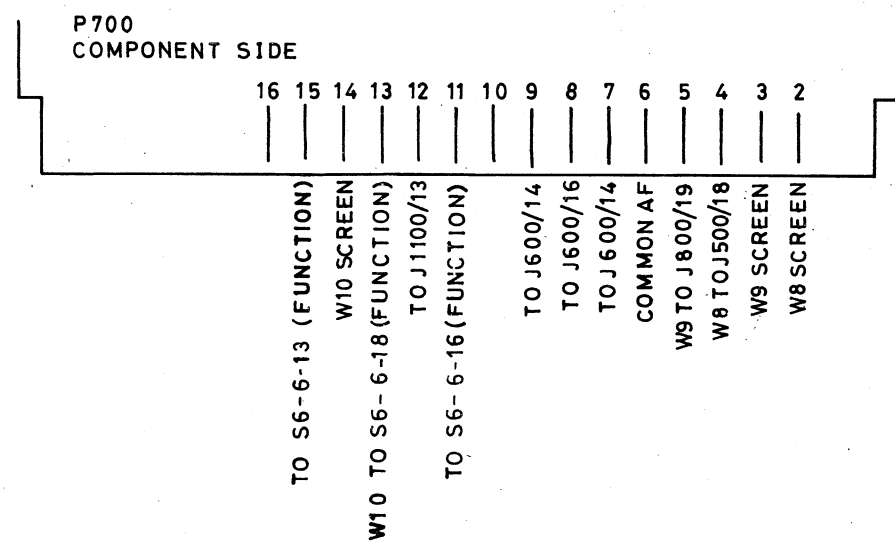 P700
COMPONENT SIDE
16 15 14 13 12 11 10 9 8 7 6 5 4 3 2
TO S6-6-13 (FUNCTION)
W10 SCREEN
W10 TO S6-6-18 (FUNCTION)
TO J1100/13
TO S6-6-16 (FUNCTION)
TO J600/14
TO J600/16
TO J600/14
COMMON AF
W9 TO J800/19
W8 TO J500/18
W9 SCREEN
W8 SCREEN